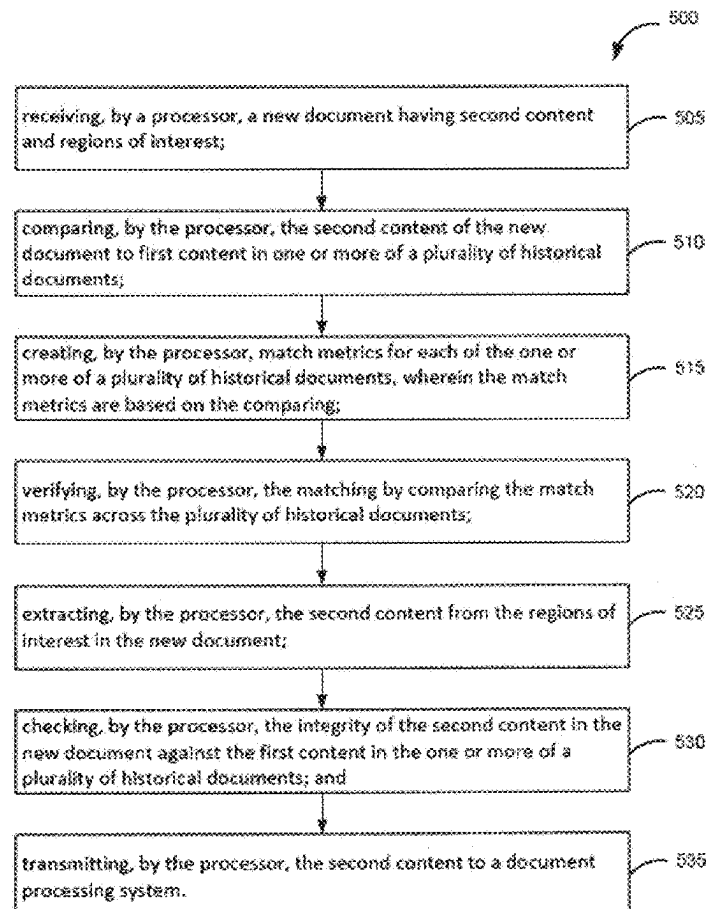 500
receiving, by a processor, a new document having second content
and regions of interest;
505
comparing, by the processor, the second content of the new
document to first content in one or more of a plurality of historical
documents;
510
creating, by the processor, match metrics for each of the one or
more of a plurality of historical documents, wherein the match
metrics are based on the comparing;
515
verifying, by the processor, the matching by comparing the match
metrics across the plurality of historical documents;
520
extracting, by the processor, the second content from the regions of
interest in the new document;
525
checking, by the processor, the integrity of the second content in the
new document against the first content in the one or more of a
plurality of historical documents; and
530
transmitting, by the processor, the second content to a document
processing system.
535